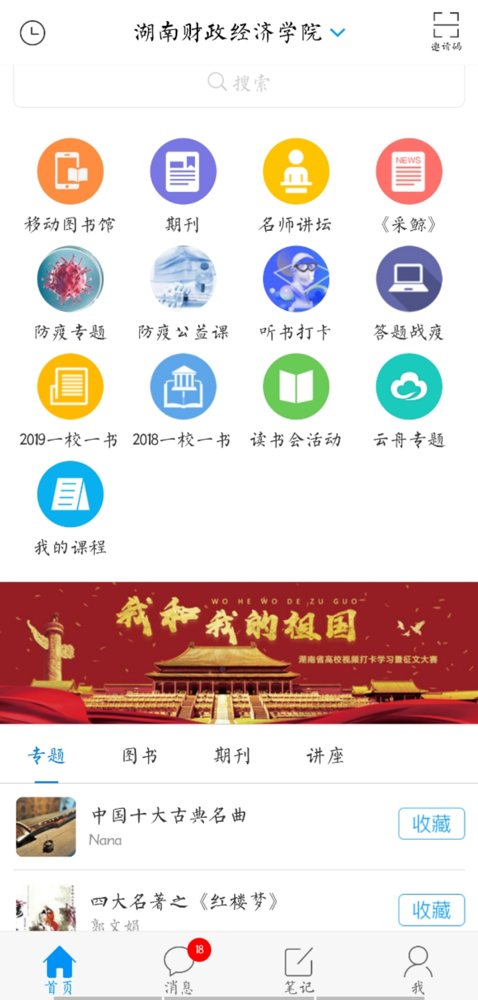 湖南财政经济学院
邀请码
搜索
NEWS
移动图书馆 期刊 名师讲坛 《采鲸》
防疫专题 防疫公益课 听书打卡 答题战疫
2019一校一书 2018一校一书 读书会活动 云舟专题
我的课程
WO HE WO DE ZU GUO
我和我的祖国
湖南省高校视频打卡学习暨征文大赛
专题 图书 期刊 讲座
中国十大古典名曲
Nana
收藏
四大名著之《红楼梦》
郭文娟
收藏
18
首页 消息 笔记 我